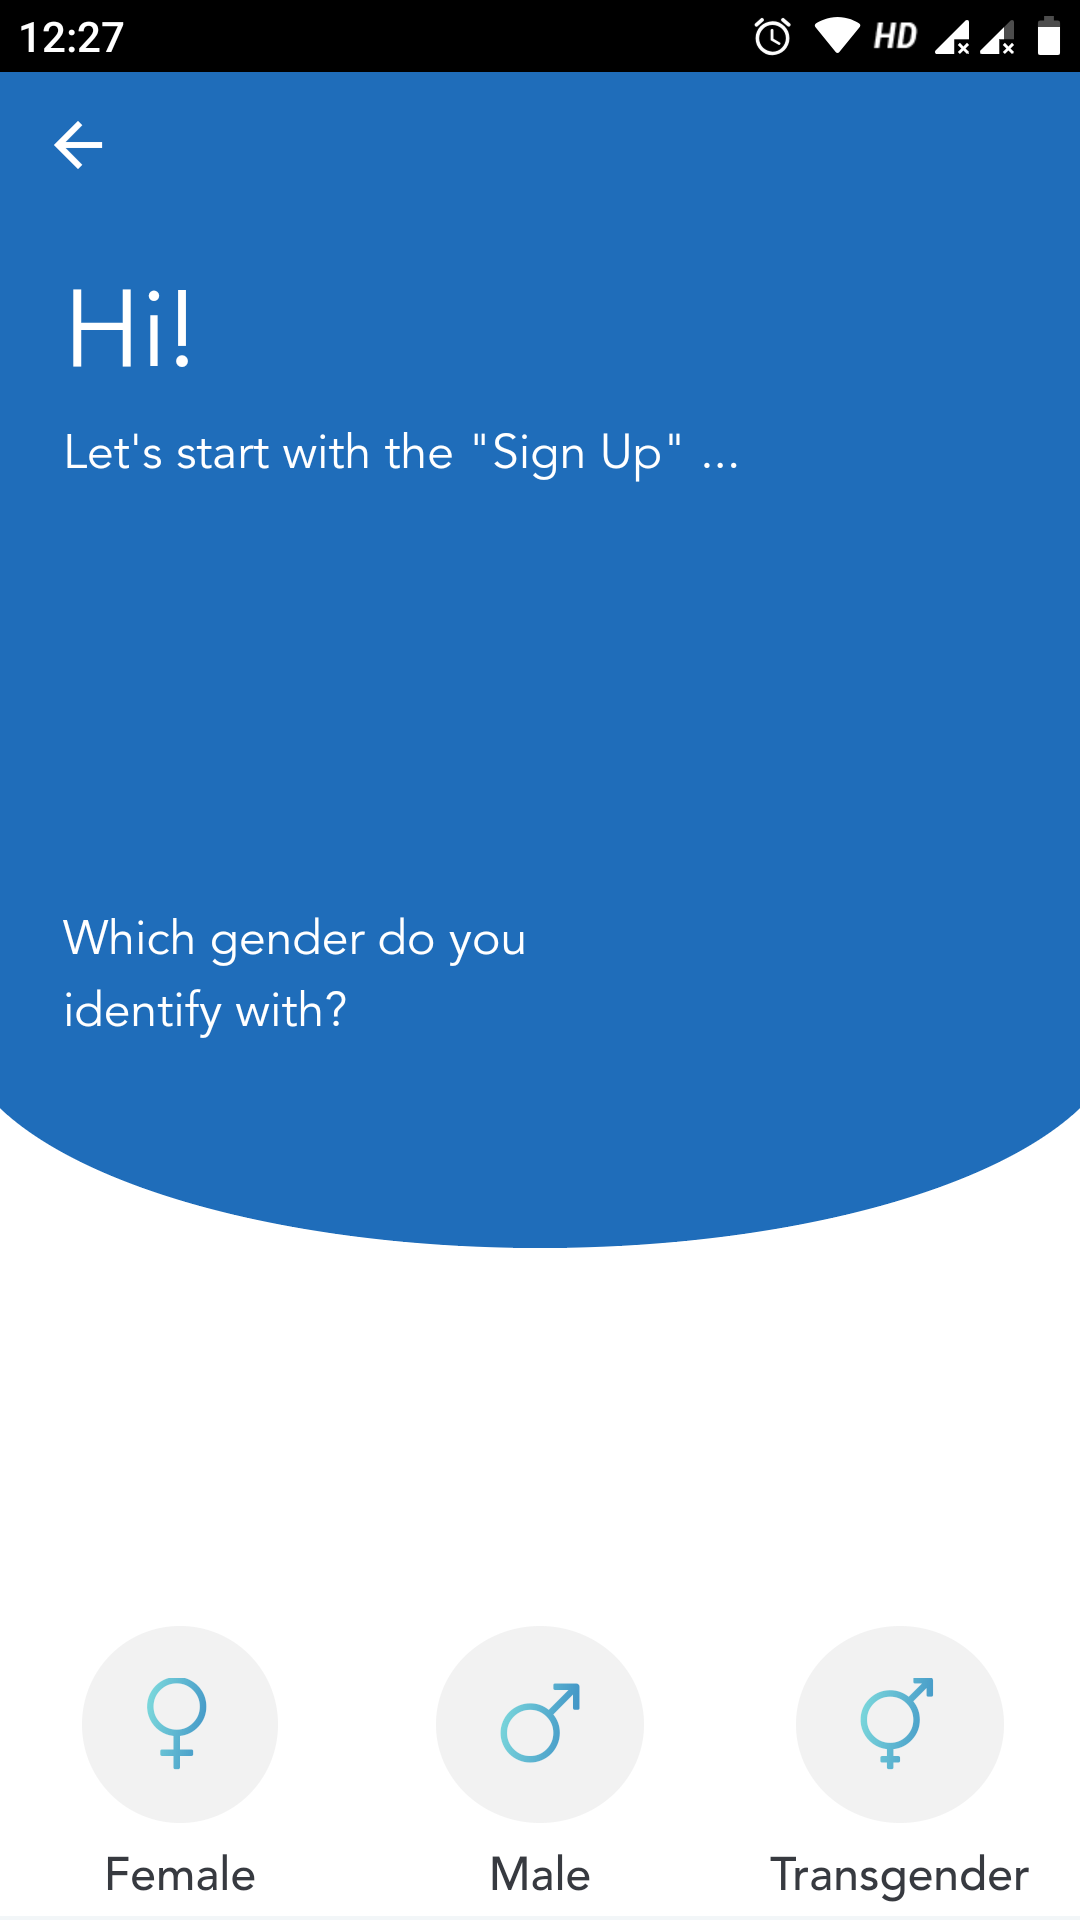 12:27 HD
Hi!
Let's start with the "Sign Up" ...
Which gender do you
identify with?
Female Male Transgender